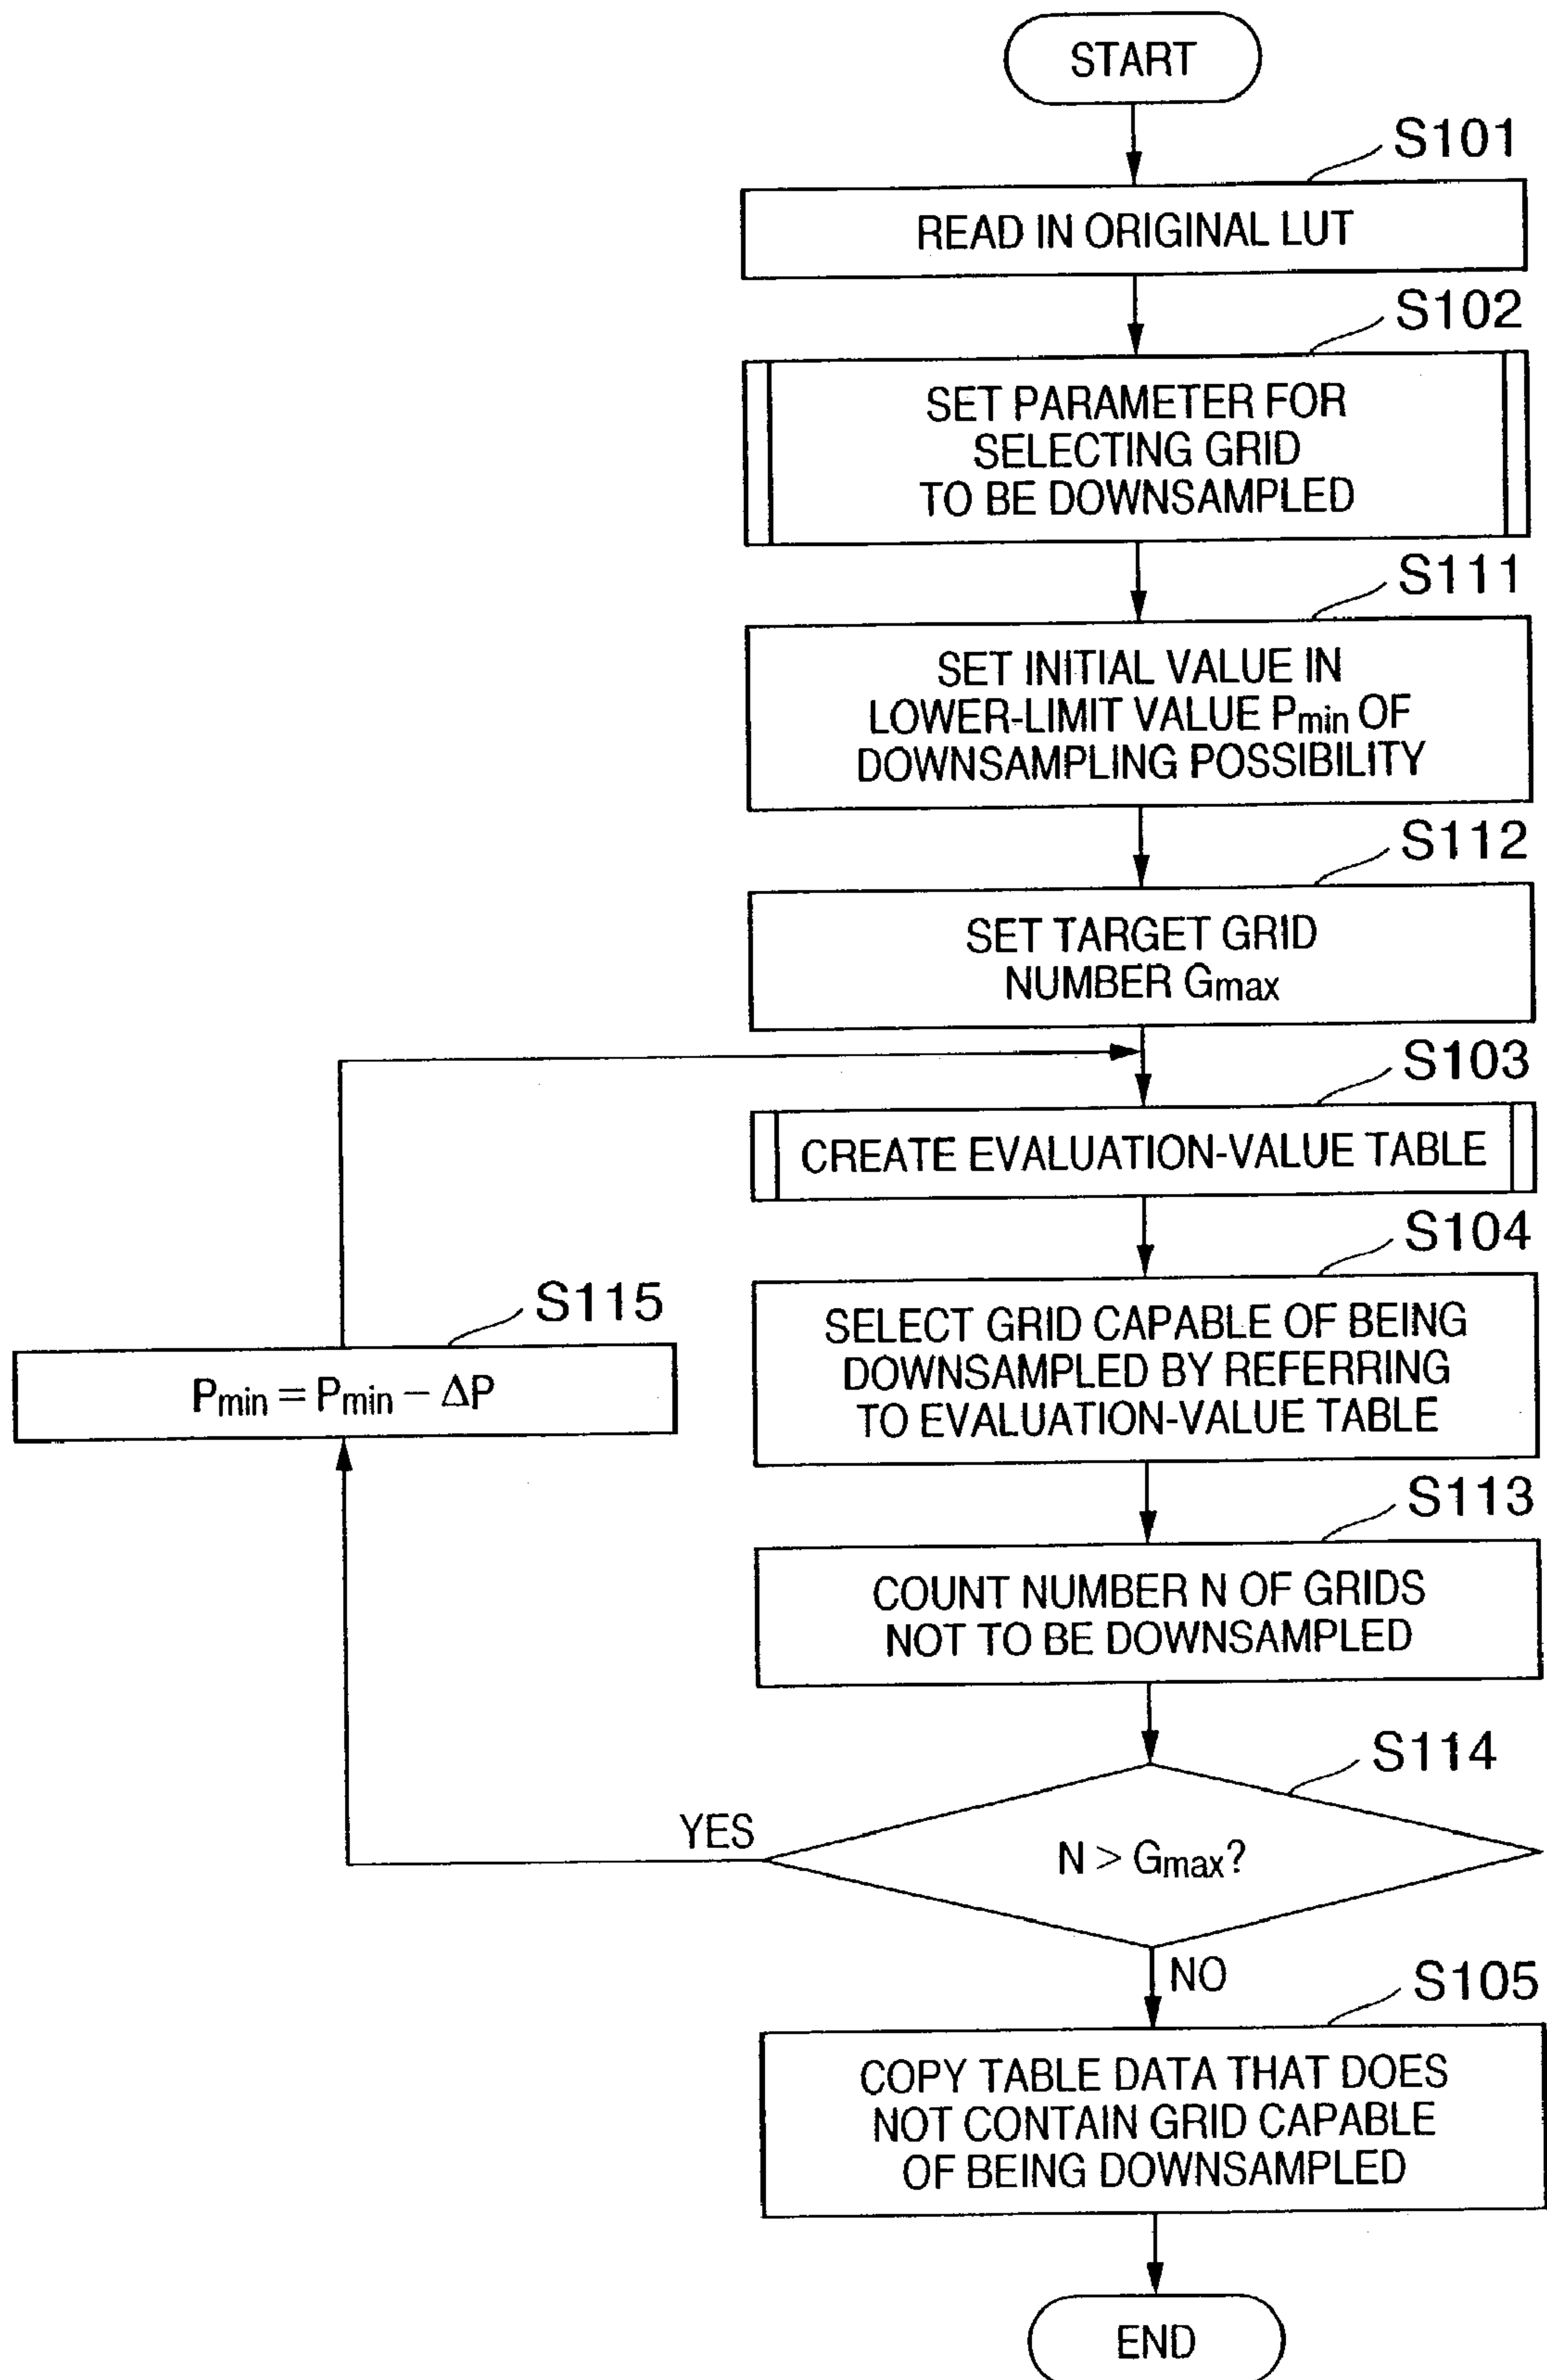 START
S101
READ IN ORIGINAL LUT
S102
SET PARAMETER FOR
SELECTING GRID
TO BE DOWNSAMPLED
S111
SET INITIAL VALUE IN
LOWER-LIMIT VALUE Pmin OF
DOWNSAMPLING POSSIBILITY
S112
SET TARGET GRID
NUMBER Gmax
S103
CREATE EVALUATION-VALUE TABLE
S104
SELECT GRID CAPABLE OF BEING
DOWNSAMPLED BY REFERRING
TO EVALUATION-VALUE TABLE
S115
Pmin = Pmin − ΔP
S113
COUNT NUMBER N OF GRIDS
NOT TO BE DOWNSAMPLED
S114
YES
N > Gmax?
NO
S105
COPY TABLE DATA THAT DOES
NOT CONTAIN GRID CAPABLE
OF BEING DOWNSAMPLED
END